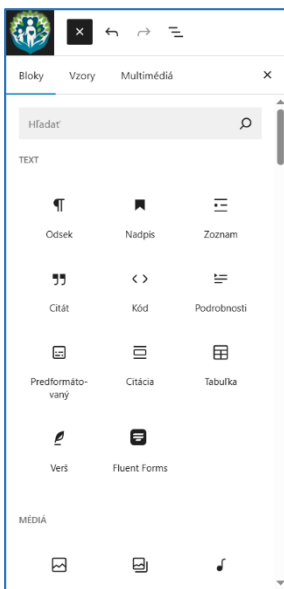 Bloky Vzory Multimédiá
Hľadať
TEXT
Odsek Nadpis Zoznam
Citát Kód Podrobnosti
Predformáto-
vaný Citácia Tabuľka
Verš Fluent Forms
MÉDIÁ